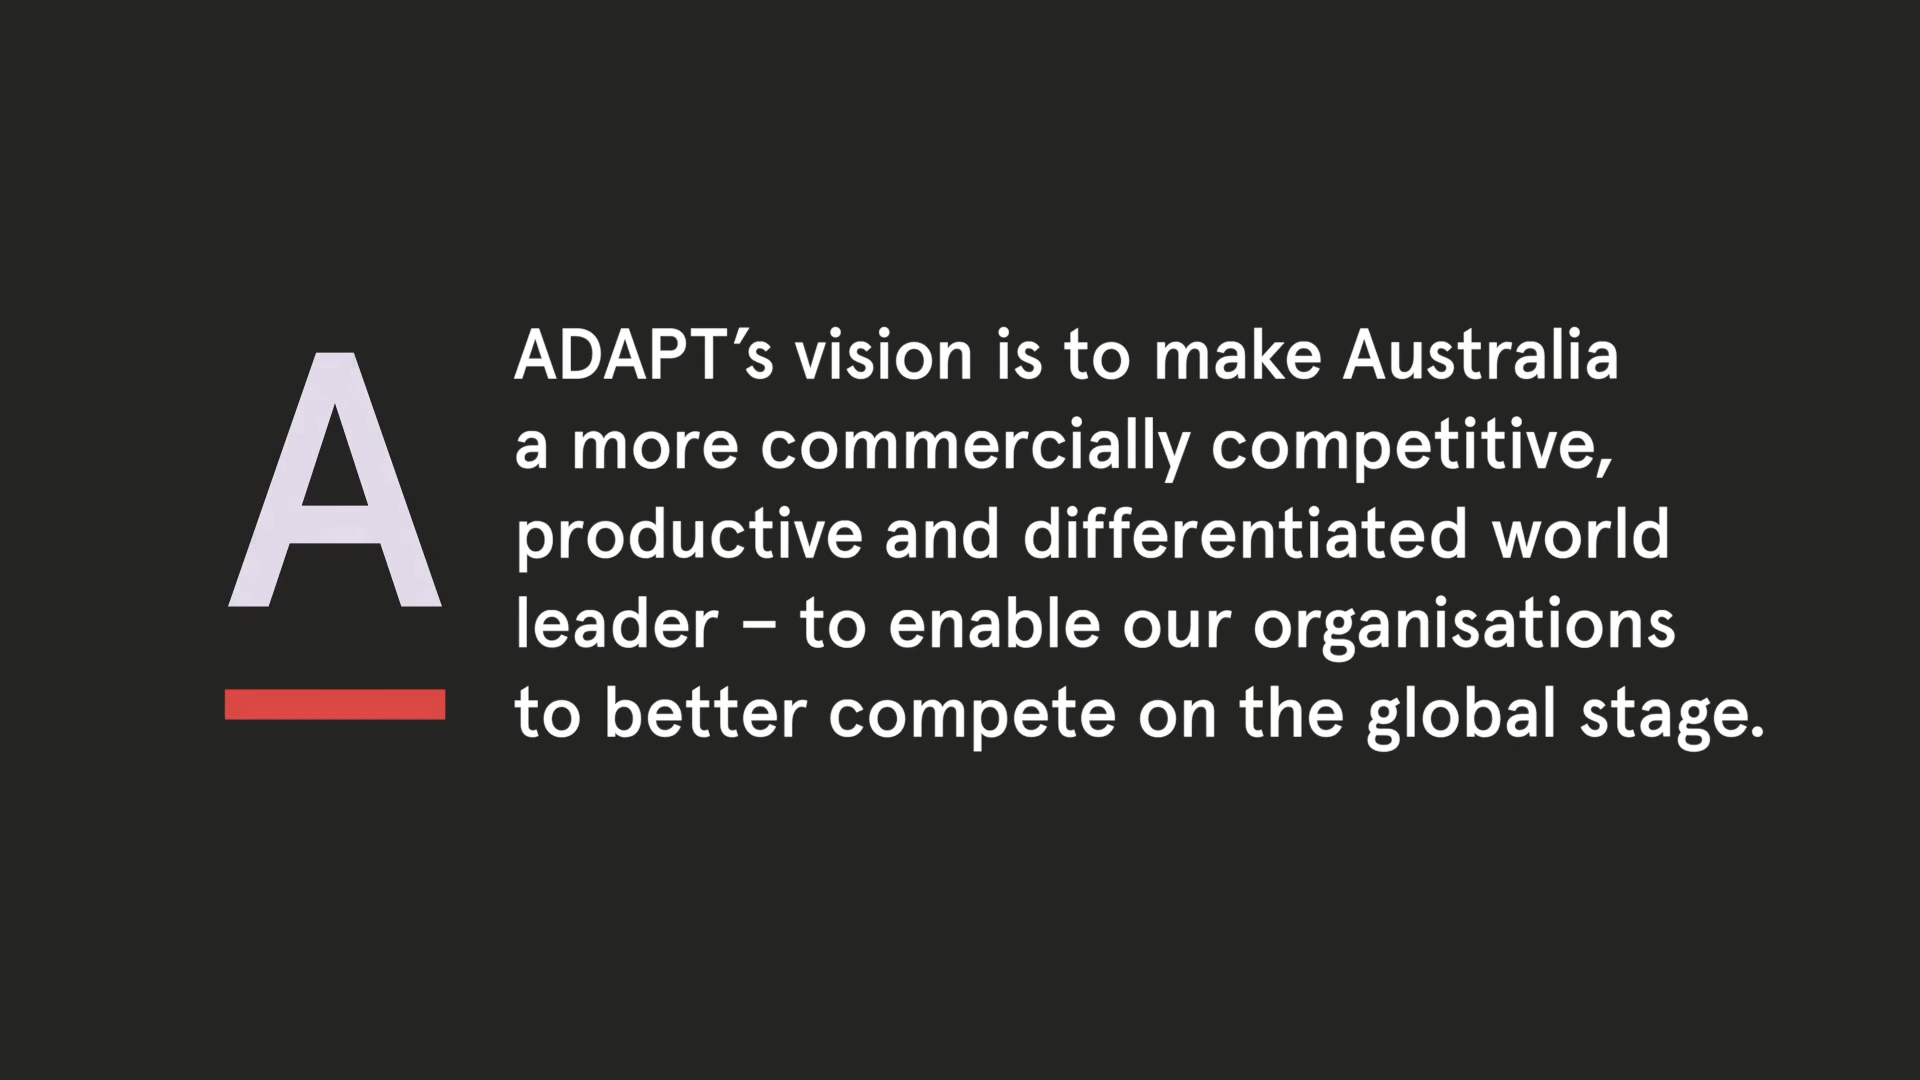 A
ADAPT’s vision is to make Australia
a more commercially competitive,
productive and differentiated world
leader – to enable our organisations
to better compete on the global stage.